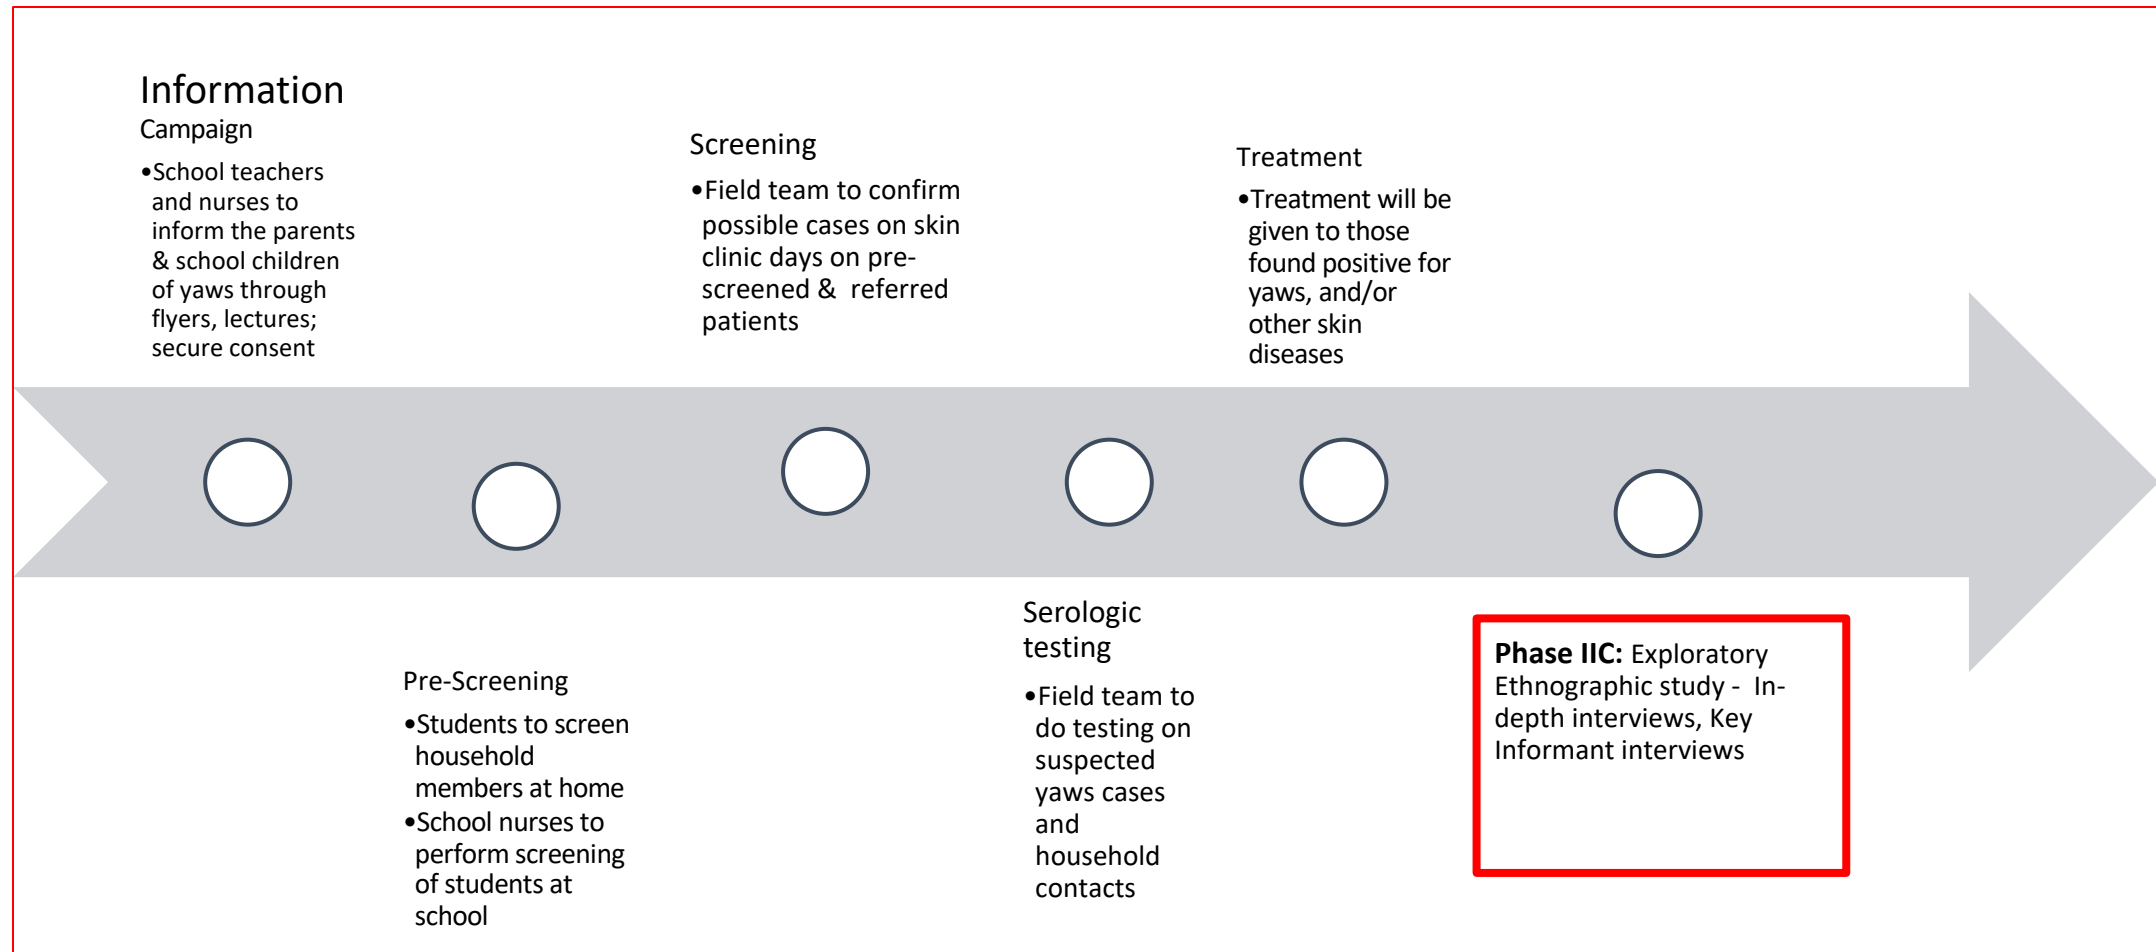 Information
Campaign
•School teachers
and nurses to
inform the parents
& school children
of yaws through
flyers, lectures;
secure consent
Pre-Screening
•Students to screen
household
members at home
•School nurses to
perform screening
of students at
school
Screening
•Field team to confirm
possible cases on skin
clinic days on pre-
screened & referred
patients
Serologic
testing
•Field team to
do testing on
suspected
yaws cases
and
household
contacts
Treatment
•Treatment will be
given to those
found positive for
yaws, and/or
other skin
diseases
Phase IIC: Exploratory
Ethnographic study - In-
depth interviews, Key
Informant interviews